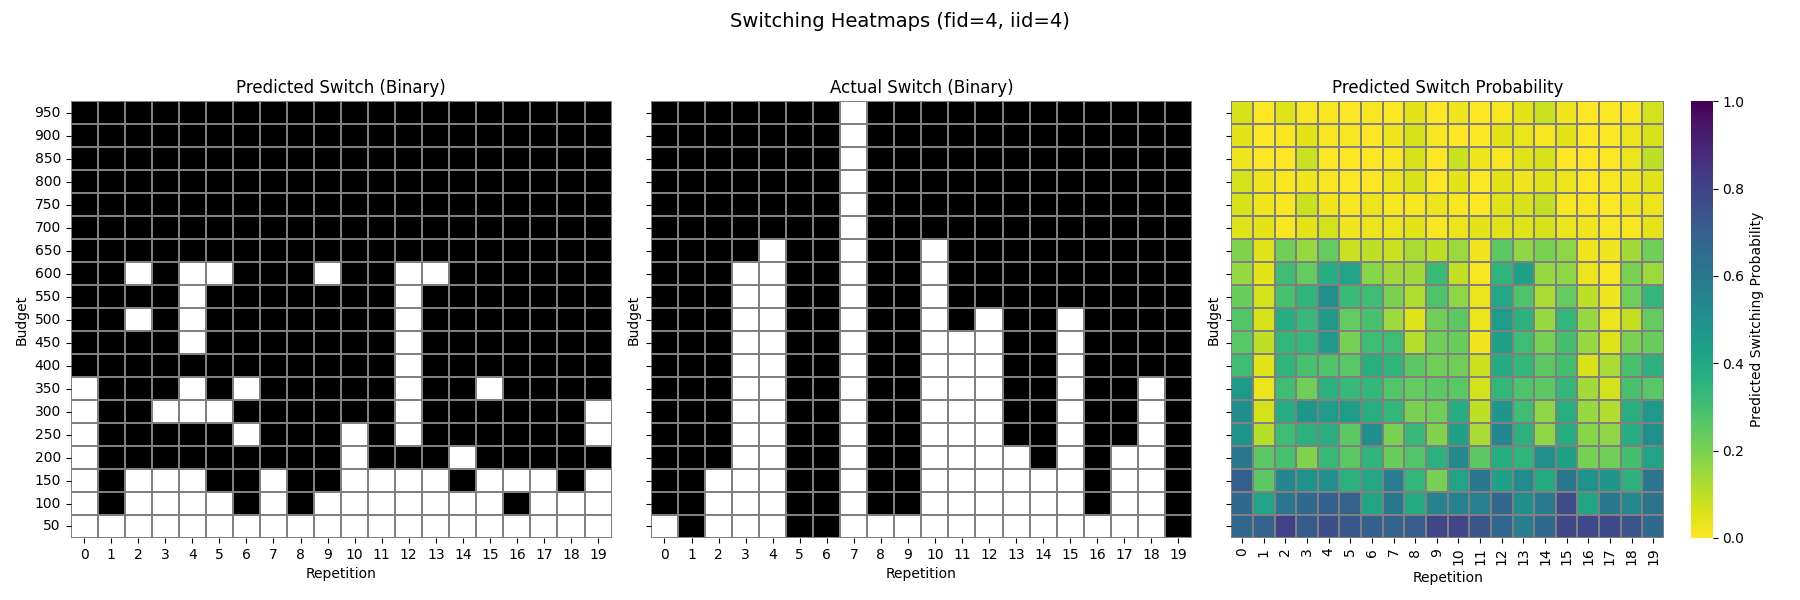 Switching Heatmaps (fid=4, iid=4)
Predicted Switch (Binary)
Budget
950
900
850
800
750
700
650
600
550
500
450
400
350
300
250
200
150
100
50
0 1 2 3 4 5 6 7 8 9 10 11 12 13 14 15 16 17 18 19
Repetition
Actual Switch (Binary)
Budget
0 1 2 3 4 5 6 7 8 9 10 11 12 13 14 15 16 17 18 19
Repetition
Predicted Switch Probability
Budget
0 1 2 3 4 5 6 7 8 9 10 11 12 13 14 15 16 17 18 19
Repetition
1.0
0.8
0.6
0.4
0.2
0.0
Predicted Switching Probability